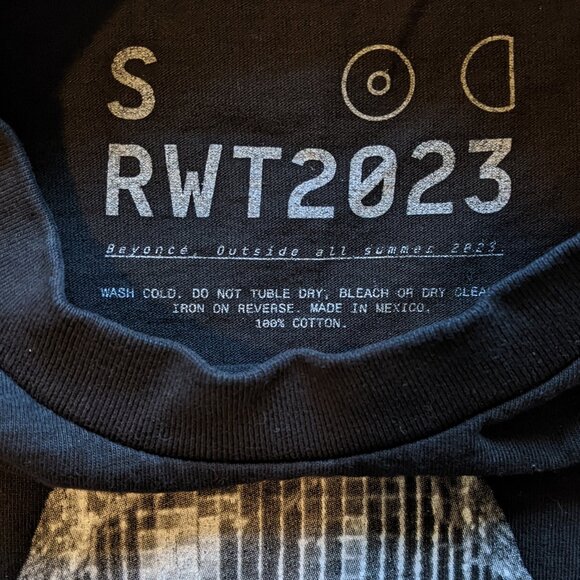 S
RWT2023
Beyoncé, Outside all summer 2023.
WASH COLD. DO NOT TUBLE DRY, BLEACH OR DRY CLEA
IRON ON REVERSE. MADE IN MEXICO.
100% COTTON.